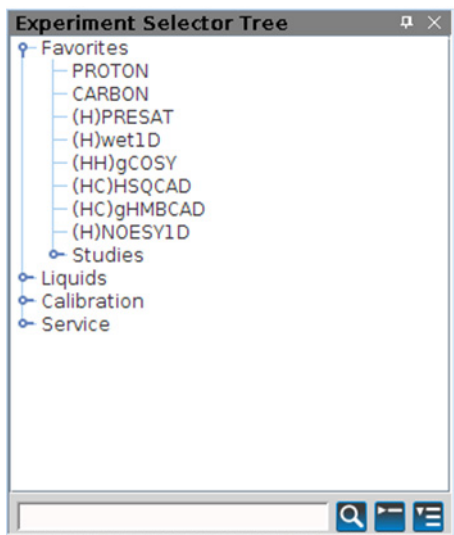 Experiment Selector Tree
Favorites
PROTON
CARBON
(H)PRESAT
(H)wet1D
(HH)gCOSY
(HC)HSQCAD
(HC)gHMBCAD
(H)NOESY1D
Studies
Liquids
Calibration
Service